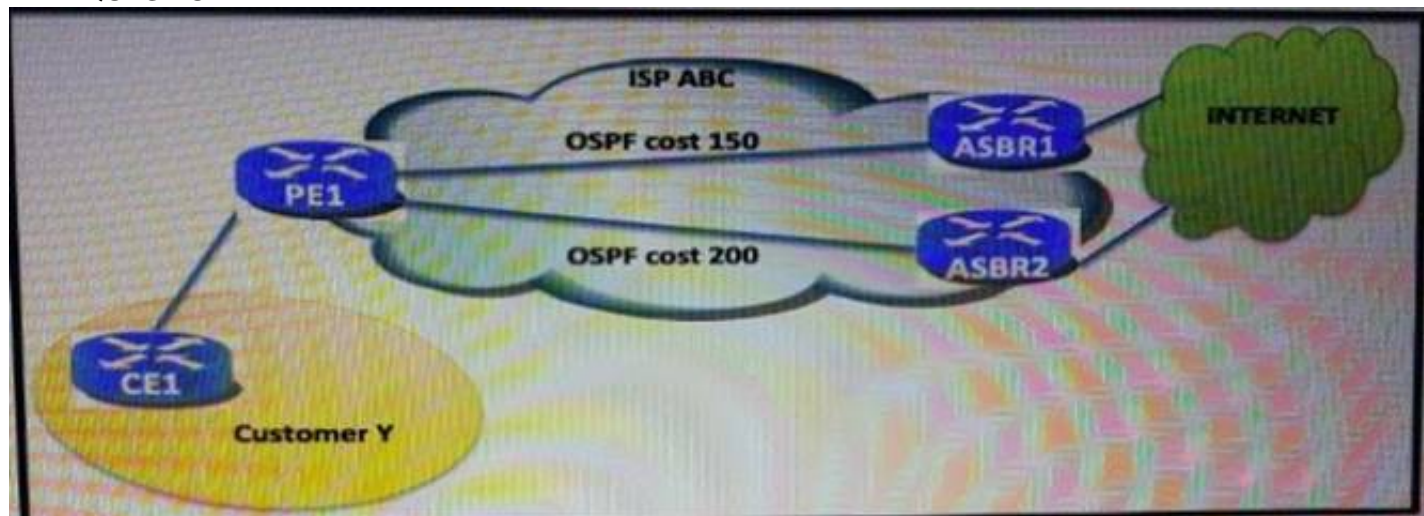 ISP ABC
OSPF cost 150
ASBR1
INTERNET
PE1
OSPF cost 200
ASBR2
CE1
Customer Y